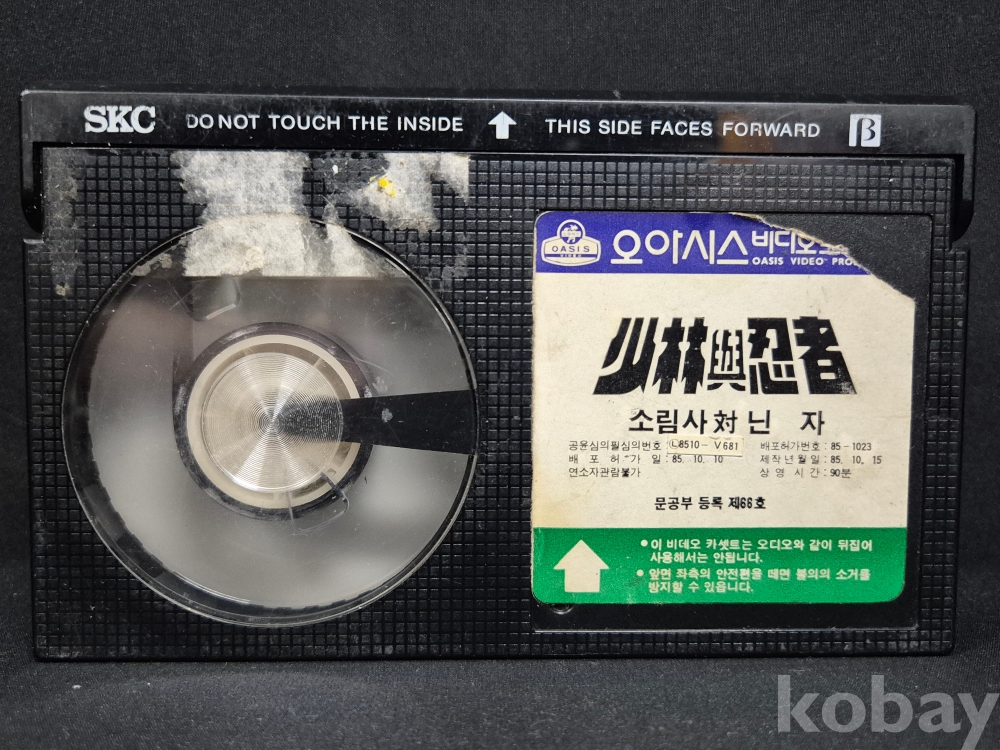 SKC DO NOT TOUCH THE INSIDE THIS SIDE FACES FORWARD β
OASIS
VIDEO
오아시스 비디오
OASIS VIDEO
少林與忍者
소림사 対 닌 자
공윤심의필심의번호 : Ⓛ8510-V681 배포허가번호 : 85-1023
배 포 허 가 일 : 85. 10. 10 제작년월일 : 85. 10. 15
연소자관람불가 상 영 시 간 : 90분
문공부 등록 제66호
• 이 비데오 카셋트는 오디오와 같이 뒤집어
사용해서는 안됩니다.
• 앞면 좌측의 안전편을 떼면 불의의 소거를
방지할 수 있읍니다.
kobay